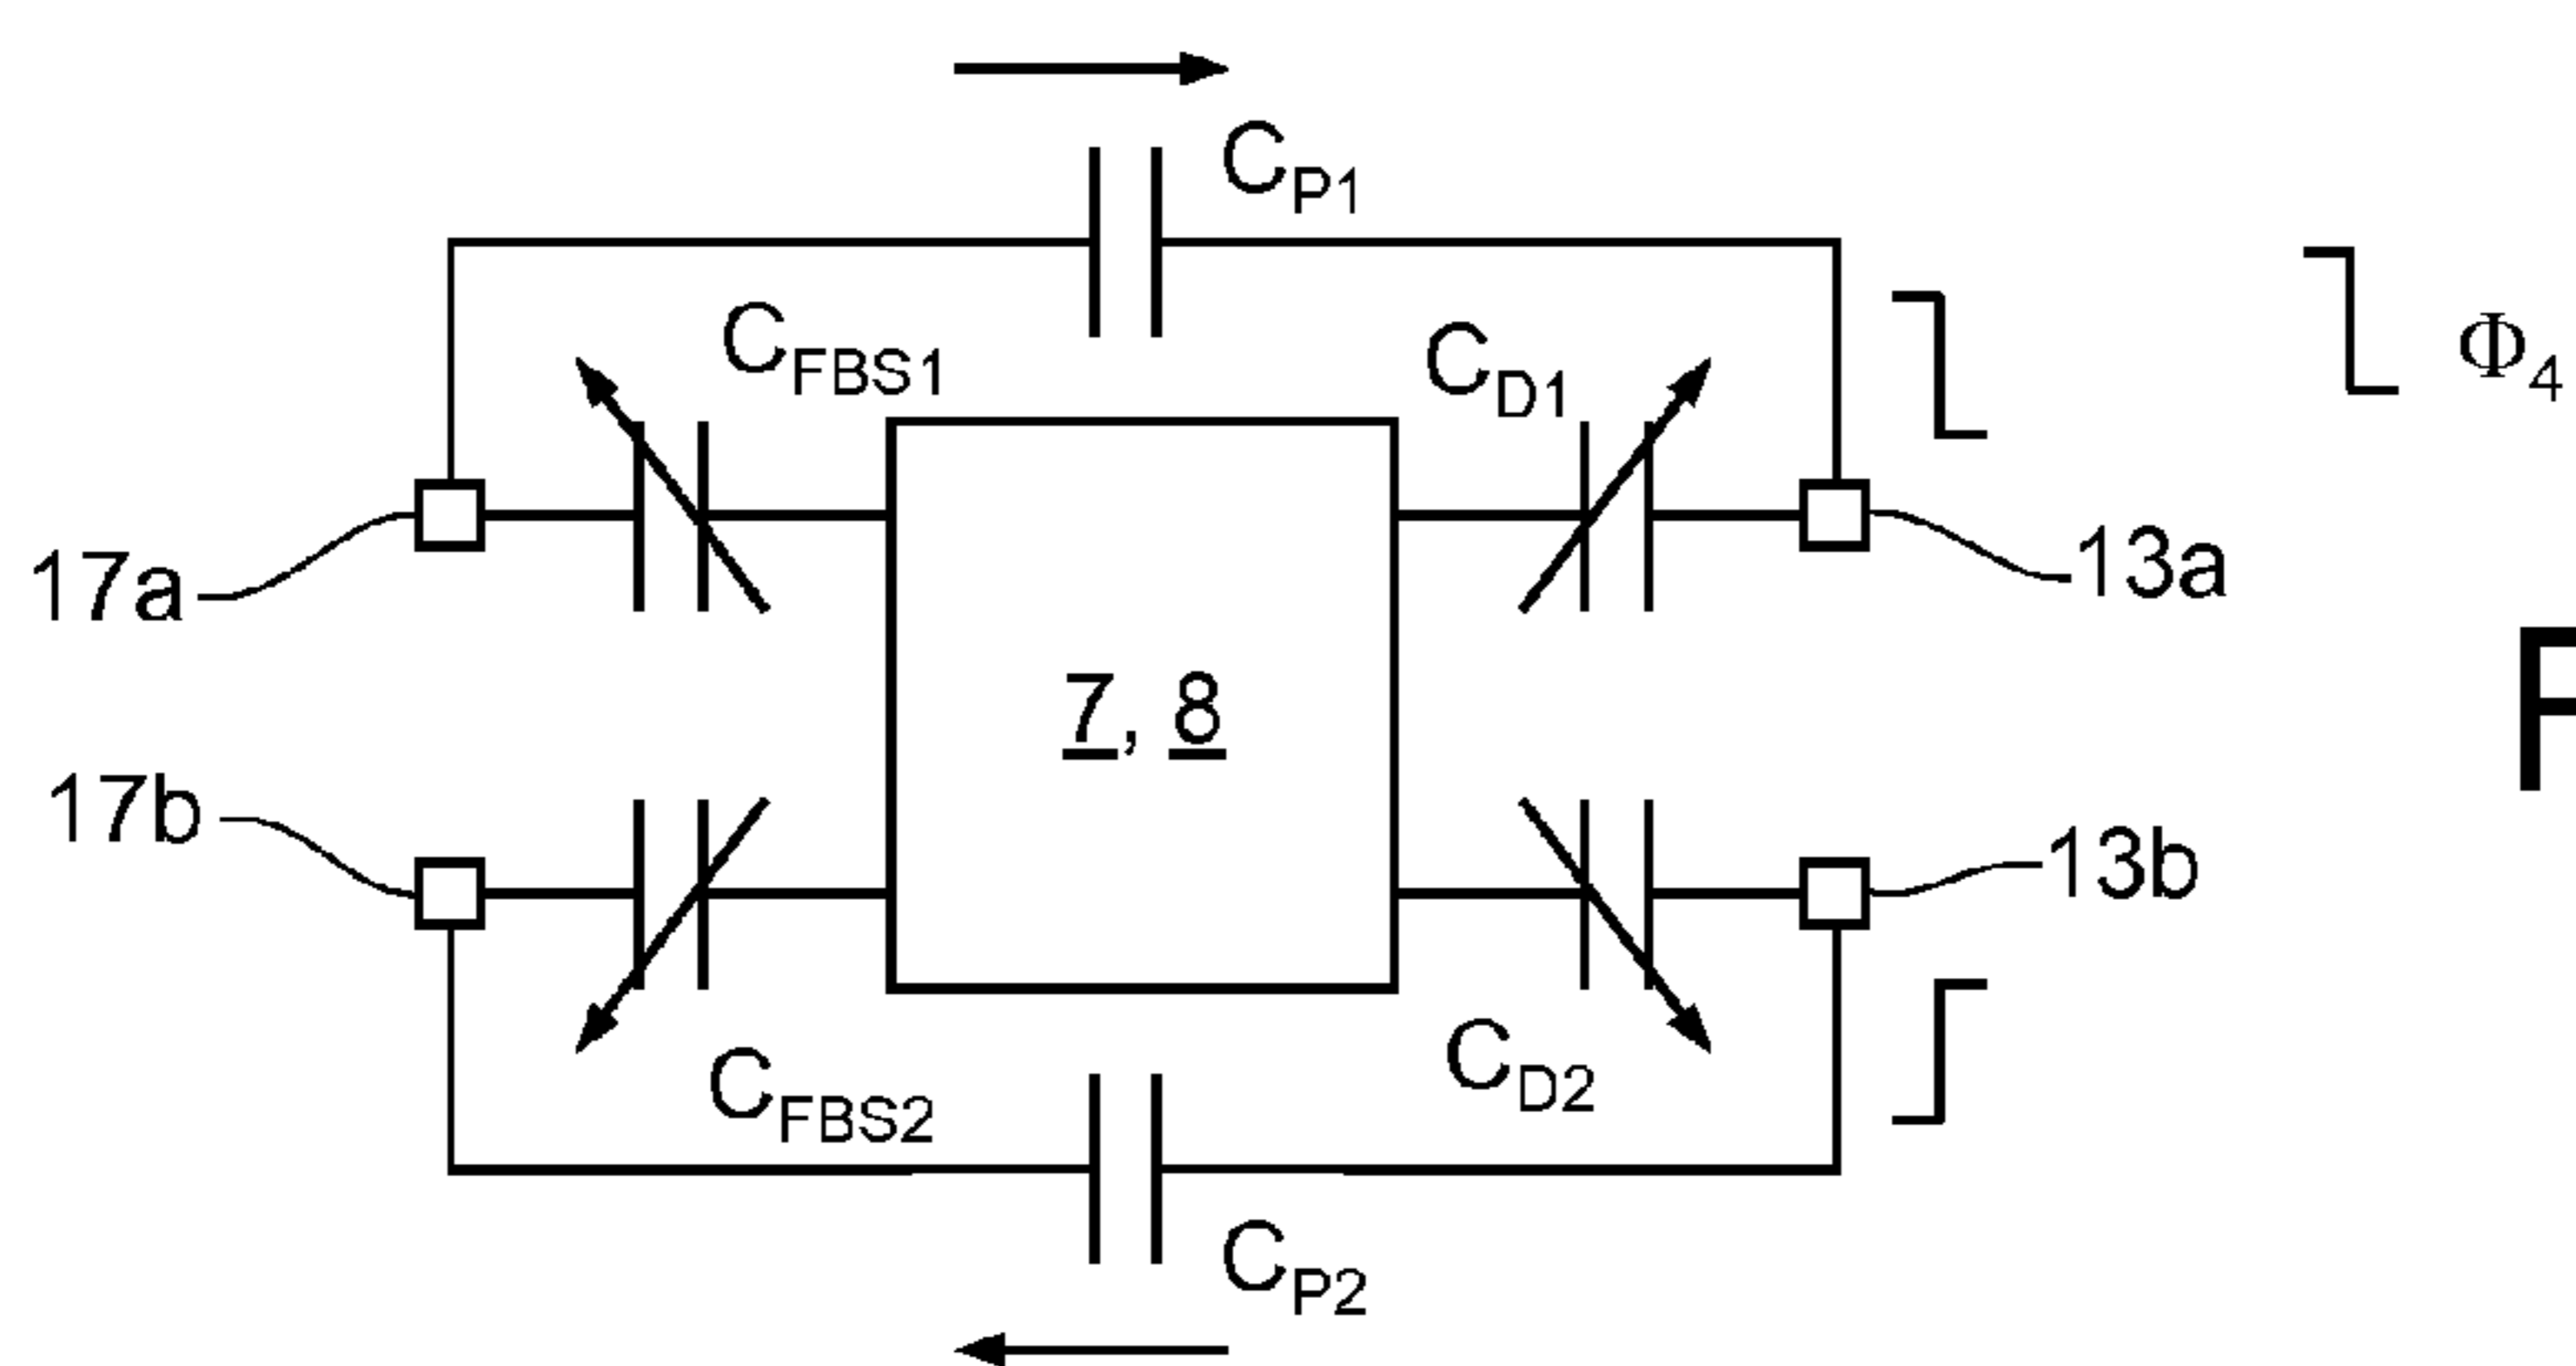 C_P1
C_FBS1
C_D1
Φ_4
17a
13a
7, 8
17b
13b
C_FBS2
C_D2
C_P2